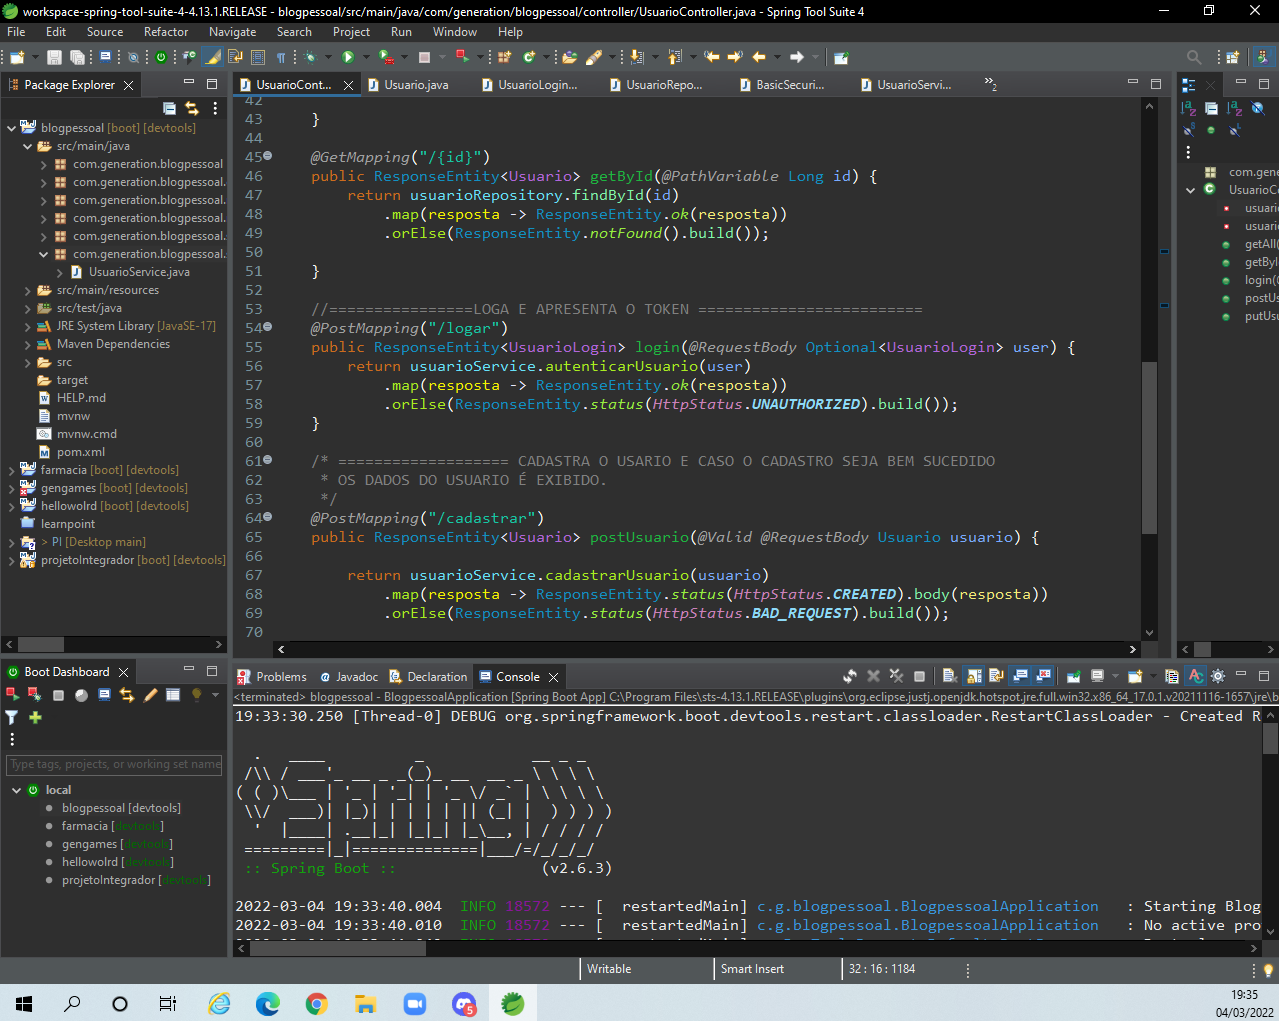 workspace-spring-tool-suite-4-4.13.1.RELEASE - blogpessoal/src/main/java/com/generation/blogpessoal/controller/UsuarioController.java - Spring Tool Suite 4
File Edit Source Refactor Navigate Search Project Run Window Help
Package Explorer
blogpessoal [boot] [devtools]
src/main/java
com.generation.blogpessoal
com.generation.blogpessoal.
com.generation.blogpessoal.
com.generation.blogpessoal.
com.generation.blogpessoal.
com.generation.blogpessoal.
UsuarioService.java
src/main/resources
src/test/java
JRE System Library [JavaSE-17]
Maven Dependencies
src
target
HELP.md
mvnw
mvnw.cmd
pom.xml
farmacia [boot] [devtools]
gengames [boot] [devtools]
hellowolrd [boot] [devtools]
learnpoint
> PI [Desktop main]
projetoIntegrador [boot] [devtools]
UsuarioCont... Usuario.java UsuarioLogin... UsuarioRepo... BasicSecuri... UsuarioServi... »2
42
43 }
44
45 @GetMapping("/{id}")
46 public ResponseEntity<Usuario> getById(@PathVariable Long id) {
47 return usuarioRepository.findById(id)
48 .map(resposta -> ResponseEntity.ok(resposta))
49 .orElse(ResponseEntity.notFound().build());
50
51 }
52
53 //================LOGA E APRESENTA O TOKEN =========================
54 @PostMapping("/logar")
55 public ResponseEntity<UsuarioLogin> login(@RequestBody Optional<UsuarioLogin> user) {
56 return usuarioService.autenticarUsuario(user)
57 .map(resposta -> ResponseEntity.ok(resposta))
58 .orElse(ResponseEntity.status(HttpStatus.UNAUTHORIZED).build());
59 }
60
61 /* =================== CADASTRA O USARIO E CASO O CADASTRO SEJA BEM SUCEDIDO
62 * OS DADOS DO USUARIO É EXIBIDO.
63 */
64 @PostMapping("/cadastrar")
65 public ResponseEntity<Usuario> postUsuario(@Valid @RequestBody Usuario usuario) {
66
67 return usuarioService.cadastrarUsuario(usuario)
68 .map(resposta -> ResponseEntity.status(HttpStatus.CREATED).body(resposta))
69 .orElse(ResponseEntity.status(HttpStatus.BAD_REQUEST).build());
70
com.gene
UsuarioCo
usuario
usuario
getAll(
getByI
login(O
postUs
putUsu
Boot Dashboard
Type tags, projects, or working set name
local
blogpessoal [devtools]
farmacia [devtools]
gengames [devtools]
hellowolrd [devtools]
projetoIntegrador [devtools]
Problems Javadoc Declaration Console
<terminated> blogpessoal - BlogpessoalApplication [Spring Boot App] C:\Program Files\sts-4.13.1.RELEASE\plugins\org.eclipse.justj.openjdk.hotspot.jre.full.win32.x86_64_17.0.1.v20211116-1657\jre\b
19:33:30.250 [Thread-0] DEBUG org.springframework.boot.devtools.restart.classloader.RestartClassLoader - Created R
Spring
:: Spring Boot :: (v2.6.3)
2022-03-04 19:33:40.004 INFO 18572 --- [ restartedMain] c.g.blogpessoal.BlogpessoalApplication : Starting Blog
2022-03-04 19:33:40.010 INFO 18572 --- [ restartedMain] c.g.blogpessoal.BlogpessoalApplication : No active pro
Writable Smart Insert 32 : 16 : 1184
5
19:35
04/03/2022